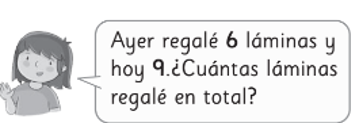 Ayer regalé 6 láminas y
hoy 9.¿Cuántas láminas
regalé en total?